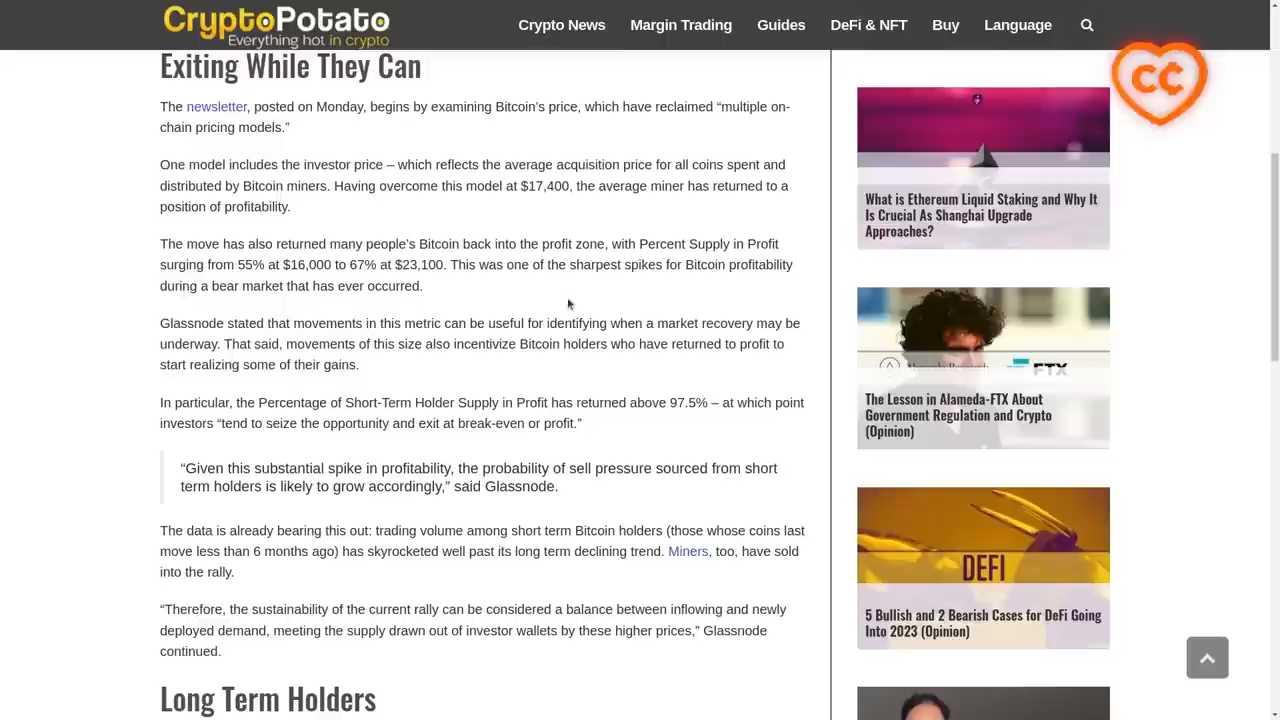 CryptoPotato
Everything hot in crypto
Crypto News Margin Trading Guides DeFi & NFT Buy Language
Exiting While They Can
The newsletter, posted on Monday, begins by examining Bitcoin’s price, which have reclaimed “multiple on-
chain pricing models.”
One model includes the investor price – which reflects the average acquisition price for all coins spent and
distributed by Bitcoin miners. Having overcome this model at $17,400, the average miner has returned to a
position of profitability.
The move has also returned many people’s Bitcoin back into the profit zone, with Percent Supply in Profit
surging from 55% at $16,000 to 67% at $23,100. This was one of the sharpest spikes for Bitcoin profitability
during a bear market that has ever occurred.
Glassnode stated that movements in this metric can be useful for identifying when a market recovery may be
underway. That said, movements of this size also incentivize Bitcoin holders who have returned to profit to
start realizing some of their gains.
In particular, the Percentage of Short-Term Holder Supply in Profit has returned above 97.5% – at which point
investors “tend to seize the opportunity and exit at break-even or profit.”
“Given this substantial spike in profitability, the probability of sell pressure sourced from short
term holders is likely to grow accordingly,” said Glassnode.
The data is already bearing this out: trading volume among short term Bitcoin holders (those whose coins last
move less than 6 months ago) has skyrocketed well past its long term declining trend. Miners, too, have sold
into the rally.
“Therefore, the sustainability of the current rally can be considered a balance between inflowing and newly
deployed demand, meeting the supply drawn out of investor wallets by these higher prices,” Glassnode
continued.
Long Term Holders
CC
What is Ethereum Liquid Staking and Why It
Is Crucial As Shanghai Upgrade
Approaches?
FTX
The Lesson in Alameda-FTX About
Government Regulation and Crypto
(Opinion)
DEFI
5 Bullish and 2 Bearish Cases for DeFi Going
Into 2023 (Opinion)